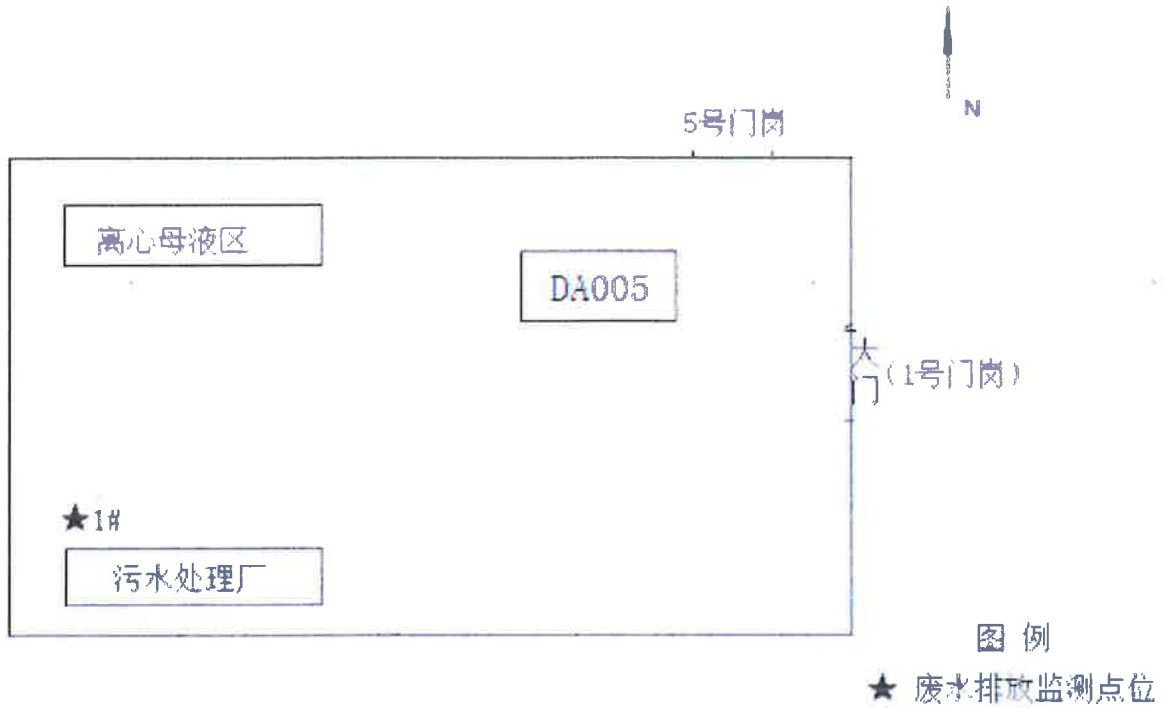 N
5号门岗
离心母液区
DA005
大门
(1号门岗)
★1#
污水处理厂
图 例
★ 废水排放监测点位